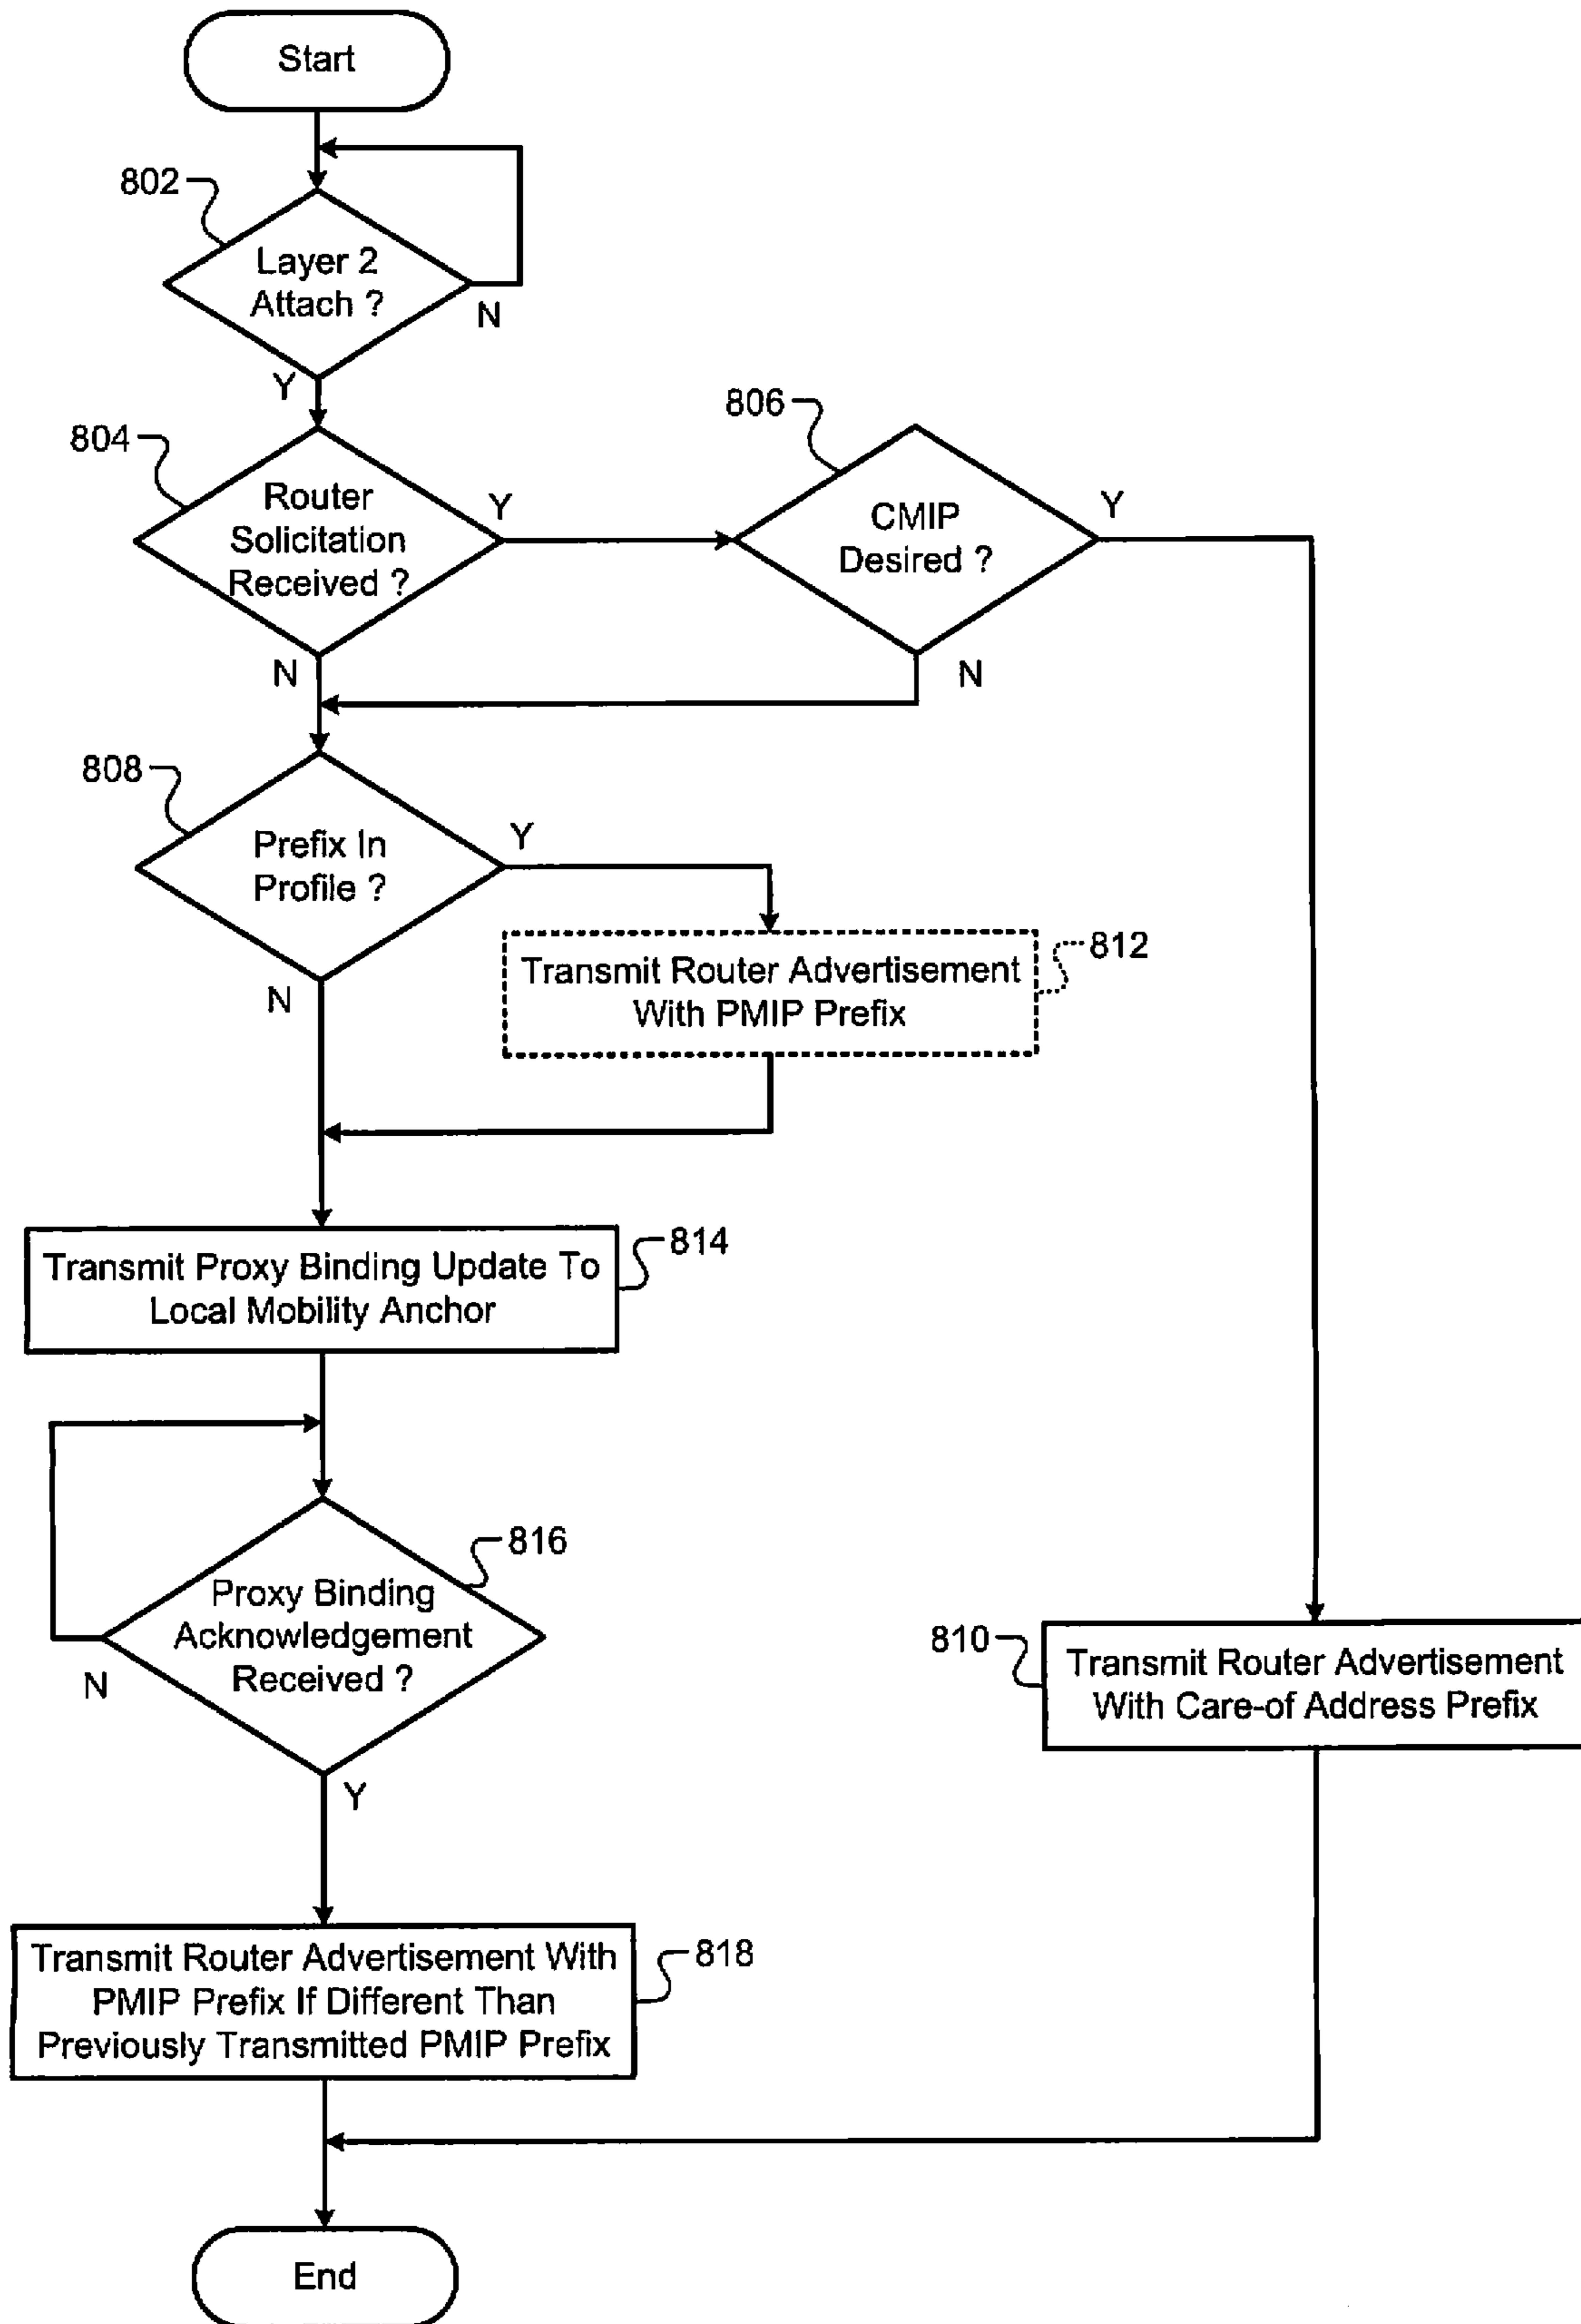 Start
802
Layer 2
Attach ?
N
Y
804
Router
Solicitation
Received ?
Y
N
806
CMIP
Desired ?
Y
N
808
Prefix In
Profile ?
Y
N
Transmit Router Advertisement
With PMIP Prefix
812
Transmit Proxy Binding Update To
Local Mobility Anchor
814
816
Proxy Binding
Acknowledgement
Received ?
N
Y
810
Transmit Router Advertisement
With Care-of Address Prefix
Transmit Router Advertisement With
PMIP Prefix If Different Than
Previously Transmitted PMIP Prefix
818
End